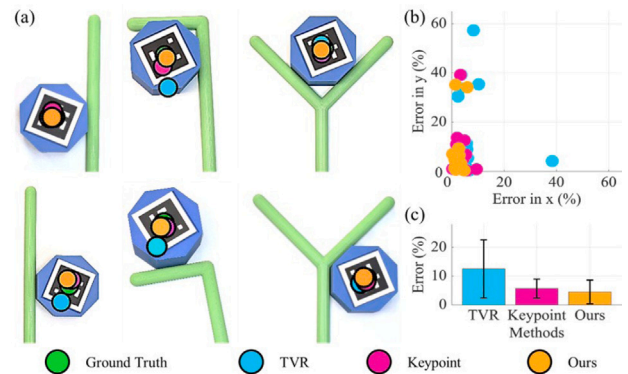 (a)
(b)
60
40
20
0
Error in y (%)
0
20
40
60
Error in x (%)
(c)
20
10
0
Error (%)
TVR
Keypoint
Ours
Methods
Ground Truth
TVR
Keypoint
Ours